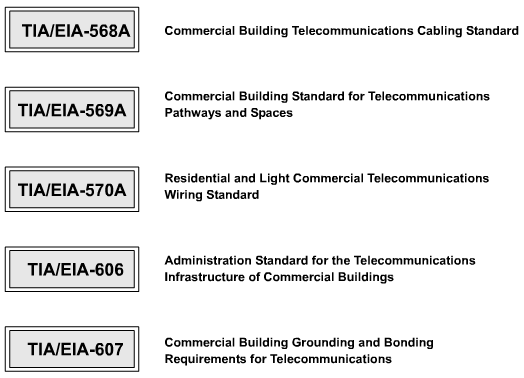 TIA/EIA-568A
Commercial Building Telecommunications Cabling Standard
TIA/EIA-569A
Commercial Building Standard for Telecommunications
Pathways and Spaces
TIA/EIA-570A
Residential and Light Commercial Telecommunications
Wiring Standard
TIA/EIA-606
Administration Standard for the Telecommunications
Infrastructure of Commercial Buildings
TIA/EIA-607
Commercial Building Grounding and Bonding
Requirements for Telecommunications